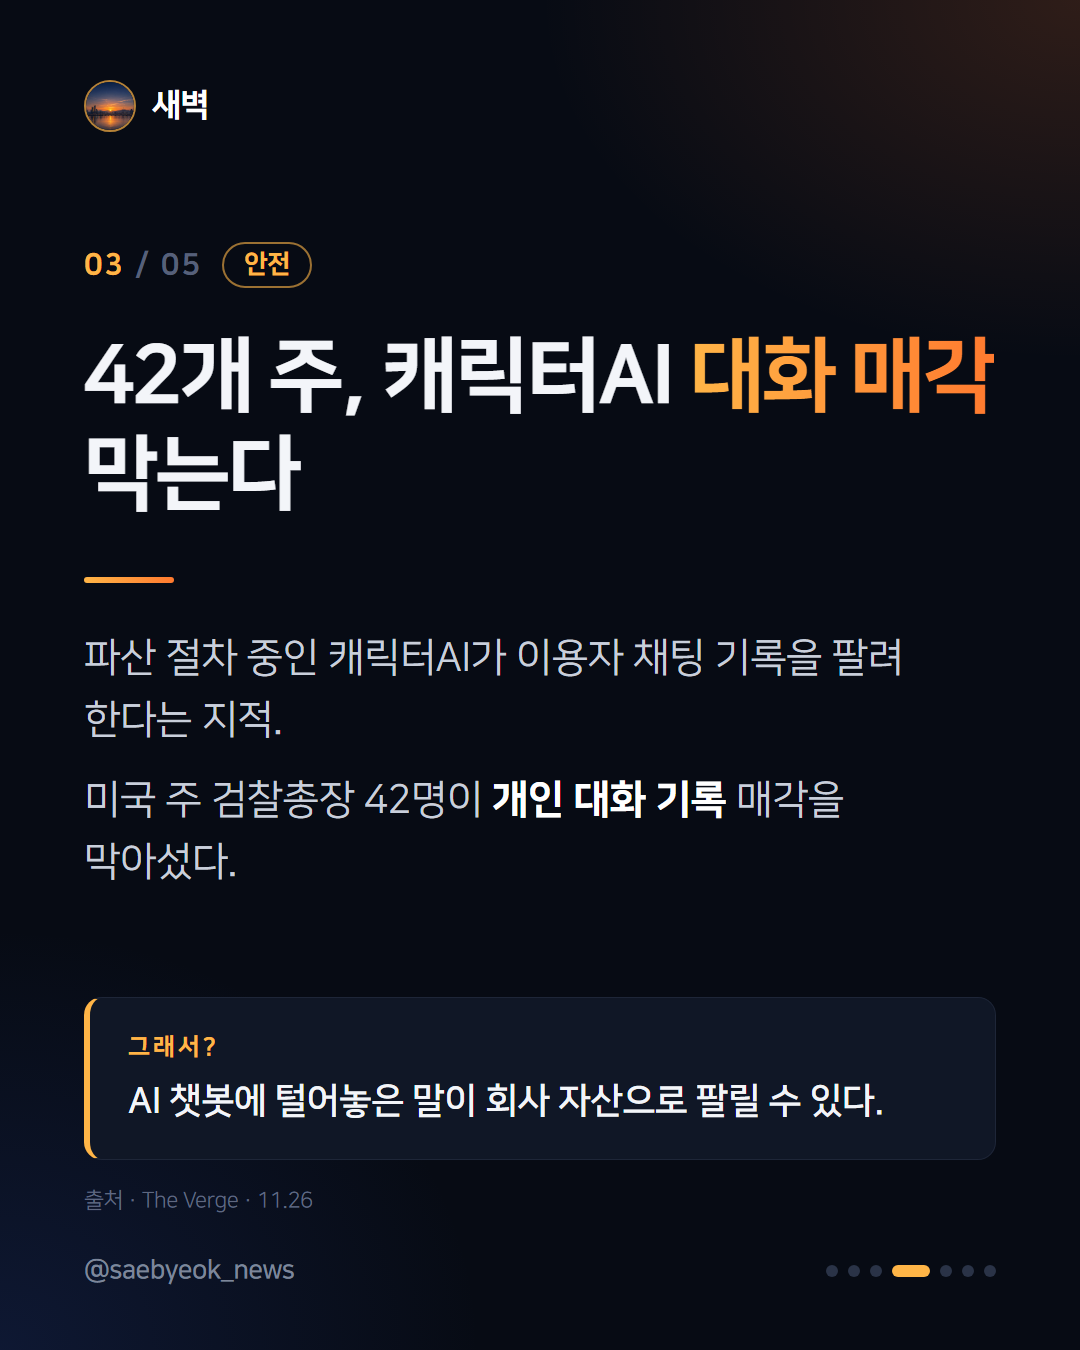 새벽
03 / 05 안전
42개 주, 캐릭터AI 대화 매각
막는다
파산 절차 중인 캐릭터AI가 이용자 채팅 기록을 팔려
한다는 지적.
미국 주 검찰총장 42명이 개인 대화 기록 매각을
막아섰다.
그래서?
AI 챗봇에 털어놓은 말이 회사 자산으로 팔릴 수 있다.
출처 · The Verge · 11.26
@saebyeok_news